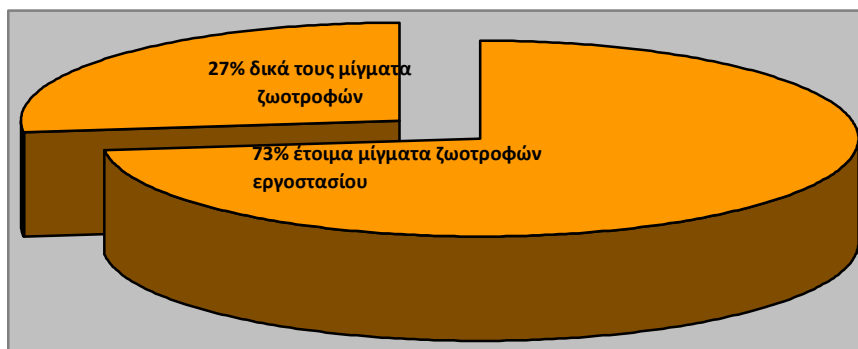 27% δικά τους μίγματα
ζωοτροφών
73% έτοιμα μίγματα ζωοτροφών
εργοστασίου